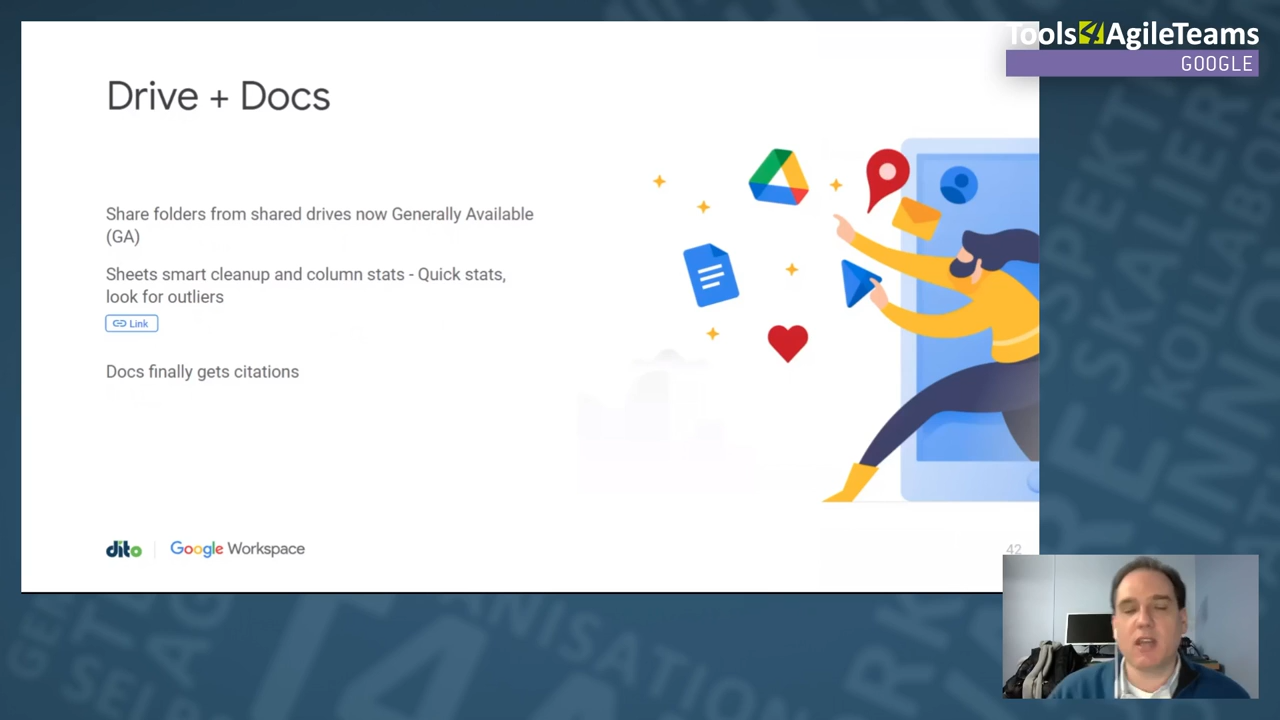 Tools4AgileTeams
GOOGLE
Drive + Docs
Share folders from shared drives now Generally Available
(GA)
Sheets smart cleanup and column stats - Quick stats,
look for outliers
Link
Docs finally gets citations
dito
Google Workspace
42